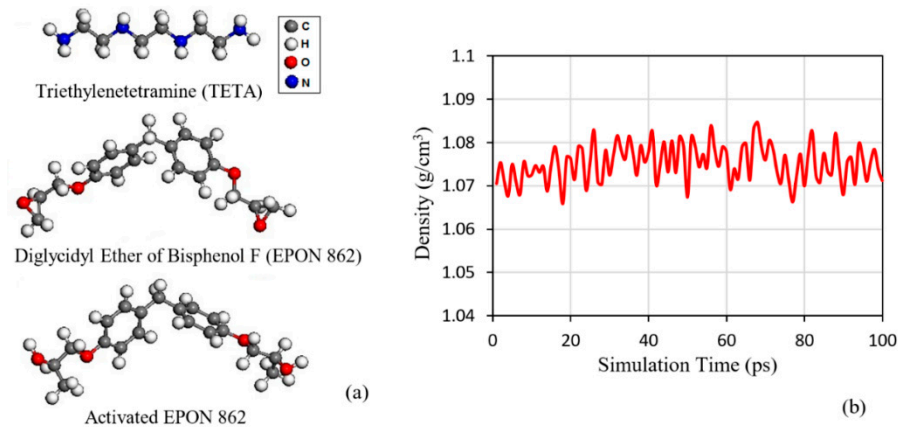 C
H
O
N
Triethylenetetramine (TETA)
Diglycidyl Ether of Bisphenol F (EPON 862)
Activated EPON 862
(a)
1.1
1.09
1.08
1.07
1.06
1.05
1.04
Density (g/cm³)
0
20
40
60
80
100
Simulation Time (ps)
(b)